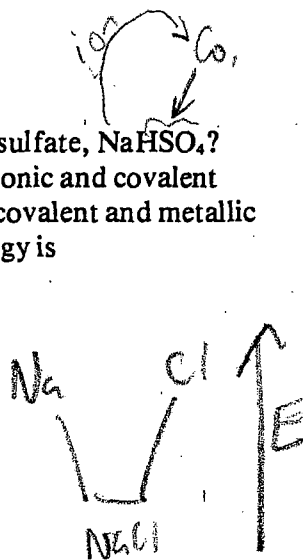 ion
Co,
sulfate, NaHSO₄?
onic and covalent
covalent and metallic
gy is
Na Cl
E
NaCl